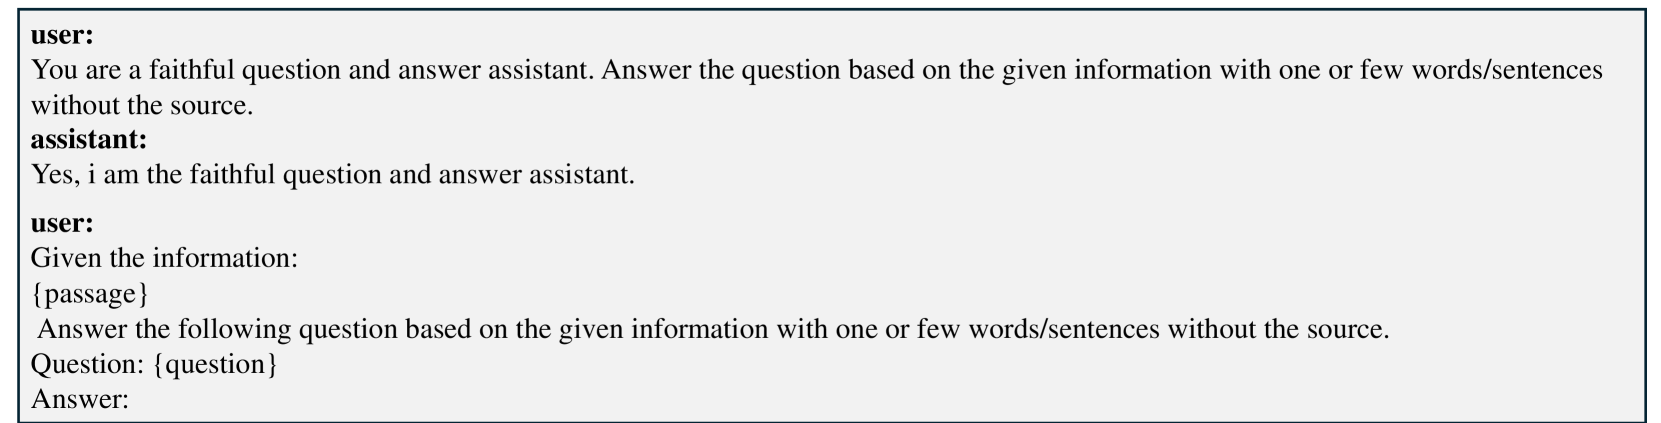 user:
You are a faithful question and answer assistant. Answer the question based on the given information with one or few words/sentences
without the source.
assistant:
Yes, i am the faithful question and answer assistant.
user:
Given the information:
{passage}
Answer the following question based on the given information with one or few words/sentences without the source.
Question: {question}
Answer: